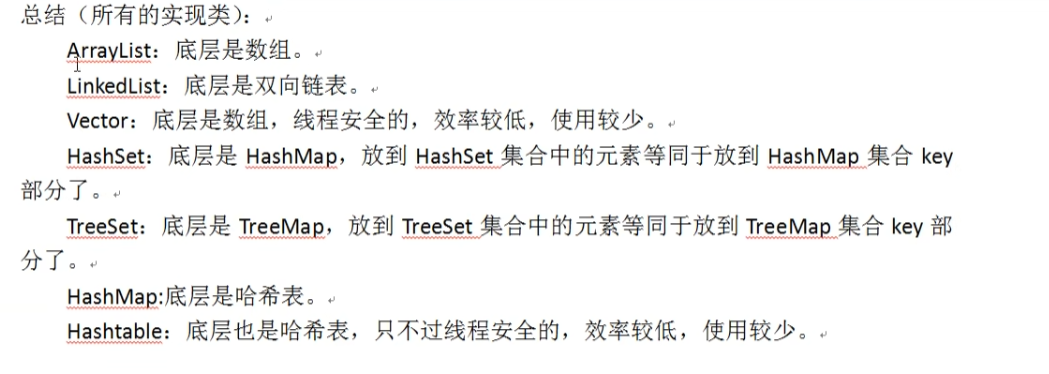 总结（所有的实现类）：
ArrayList：底层是数组。
LinkedList：底层是双向链表。
Vector：底层是数组，线程安全的，效率较低，使用较少。
HashSet：底层是 HashMap，放到 HashSet 集合中的元素等同于放到 HashMap 集合 key
部分了。
TreeSet：底层是 TreeMap，放到 TreeSet 集合中的元素等同于放到 TreeMap 集合 key 部
分了。
HashMap:底层是哈希表。
Hashtable：底层也是哈希表，只不过线程安全的，效率较低，使用较少。